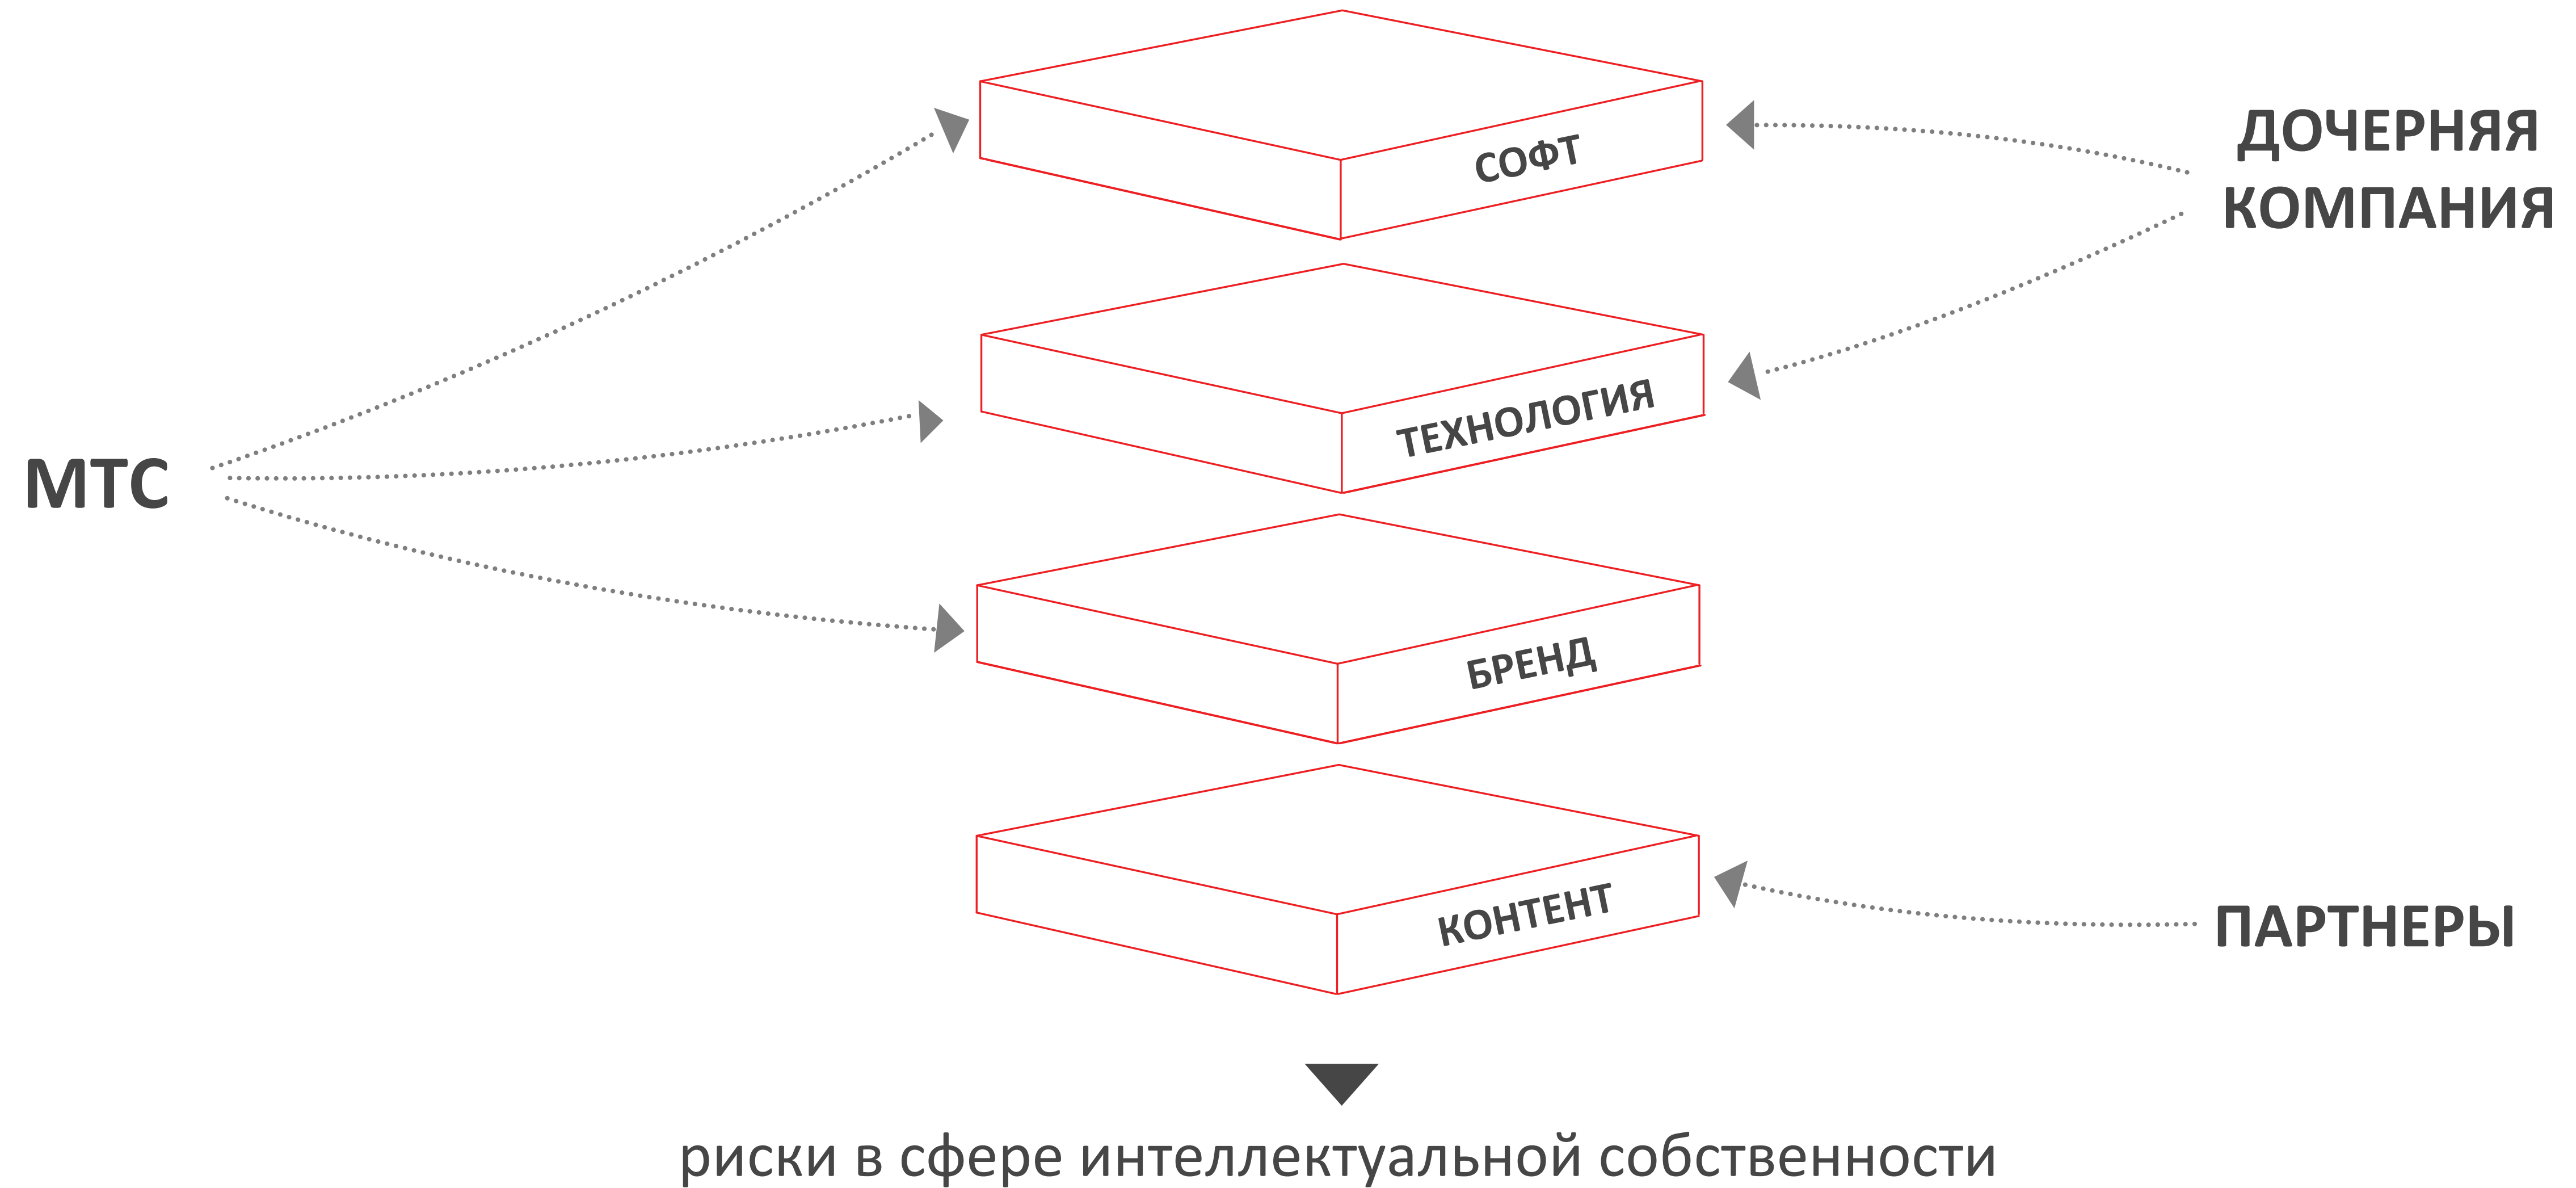 СОФТ
ДОЧЕРНЯЯ
КОМПАНИЯ
ТЕХНОЛОГИЯ
МТС
БРЕНД
КОНТЕНТ
ПАРТНЕРЫ
риски в сфере интеллектуальной собственности